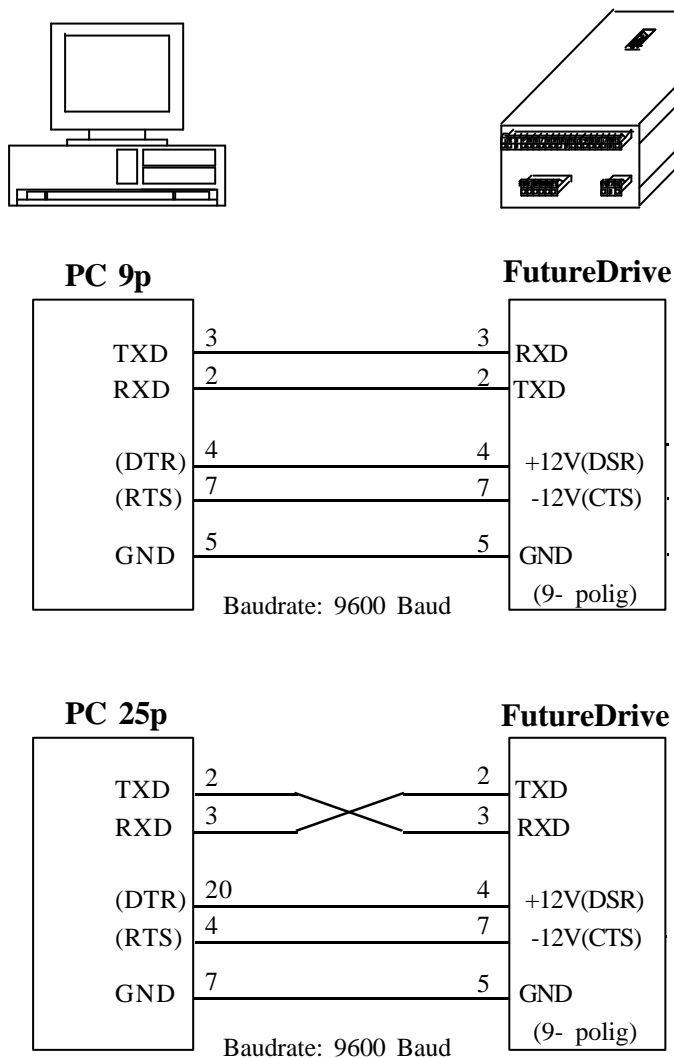 PC 9p FutureDrive
TXD 3 3 RXD
RXD 2 2 TXD
(DTR) 4 4 +12V(DSR)
(RTS) 7 7 -12V(CTS)
GND 5 5 GND
Baudrate: 9600 Baud (9- polig)
PC 25p FutureDrive
TXD 2 2 TXD
RXD 3 3 RXD
(DTR) 20 4 +12V(DSR)
(RTS) 4 7 -12V(CTS)
GND 7 5 GND
Baudrate: 9600 Baud (9- polig)